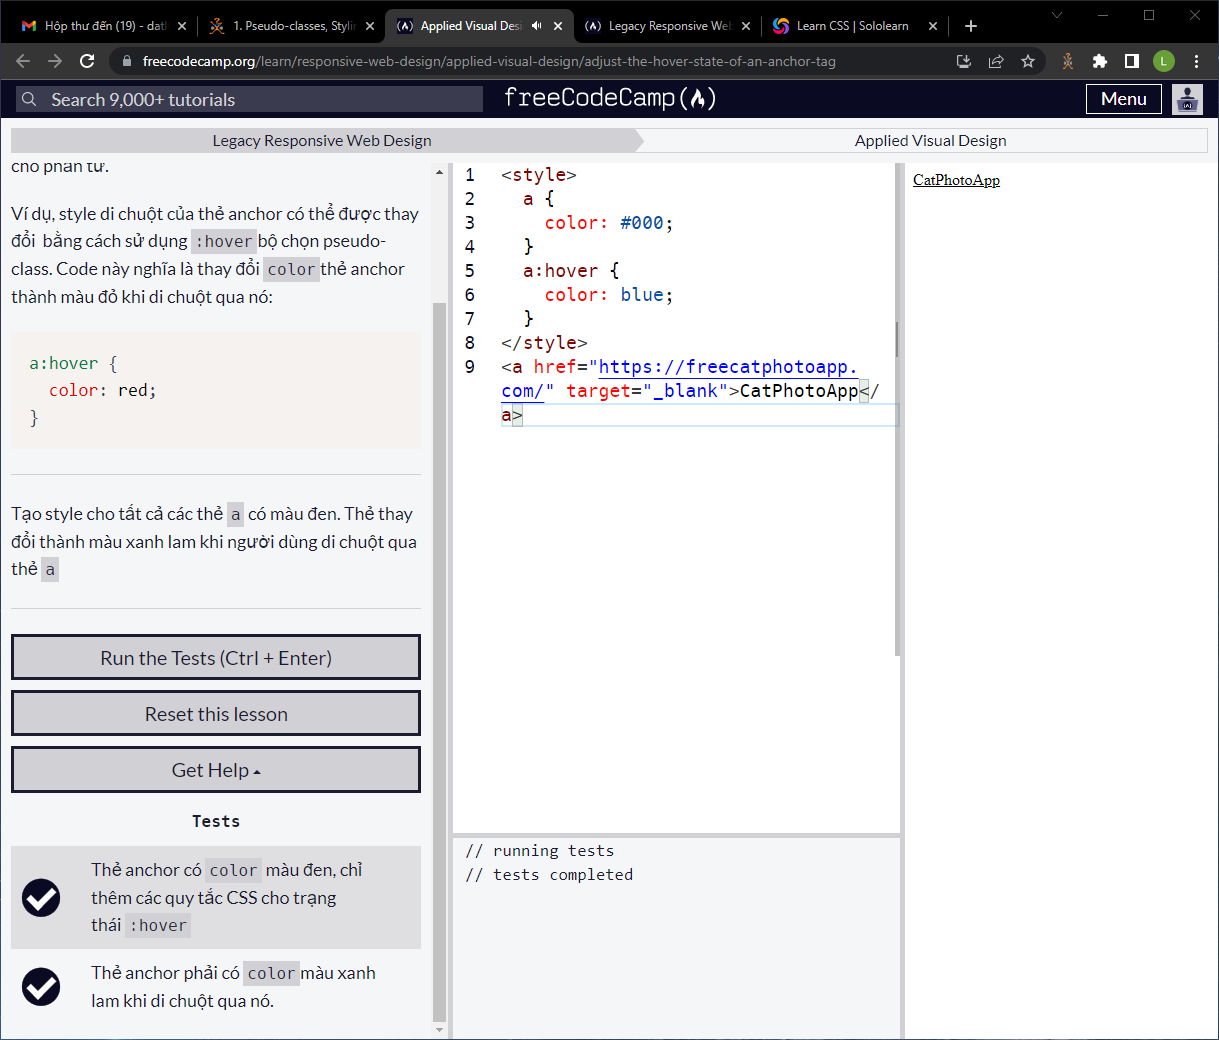 Hộp thư đến (19) - datl
1. Pseudo-classes, Stylin
Applied Visual Desi
Legacy Responsive Web
Learn CSS | Sololearn
freecodecamp.org/learn/responsive-web-design/applied-visual-design/adjust-the-hover-state-of-an-anchor-tag
L
Search 9,000+ tutorials
freeCodeCamp(🔥)
Menu
Legacy Responsive Web Design
Applied Visual Design
cho phần tử.
Ví dụ, style di chuột của thẻ anchor có thể được thay
đổi bằng cách sử dụng :hover bộ chọn pseudo-
class. Code này nghĩa là thay đổi color thẻ anchor
thành màu đỏ khi di chuột qua nó:
a:hover {
color: red;
}
Tạo style cho tất cả các thẻ a có màu đen. Thẻ thay
đổi thành màu xanh lam khi người dùng di chuột qua
thẻ a
Run the Tests (Ctrl + Enter)
Reset this lesson
Get Help
Tests
Thẻ anchor có color màu đen, chỉ
thêm các quy tắc CSS cho trạng
thái :hover
Thẻ anchor phải có color màu xanh
lam khi di chuột qua nó.
1 <style>
2 a {
3 color: #000;
4 }
5 a:hover {
6 color: blue;
7 }
8 </style>
9 <a href="https://freecatphotoapp.
com/" target="_blank">CatPhotoApp</
a>
// running tests
// tests completed
CatPhotoApp